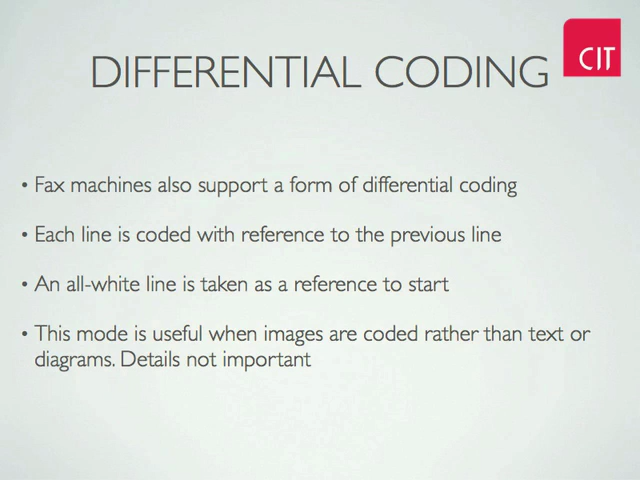 DIFFERENTIAL CODING
CIT
• Fax machines also support a form of differential coding
• Each line is coded with reference to the previous line
• An all-white line is taken as a reference to start
• This mode is useful when images are coded rather than text or
diagrams. Details not important